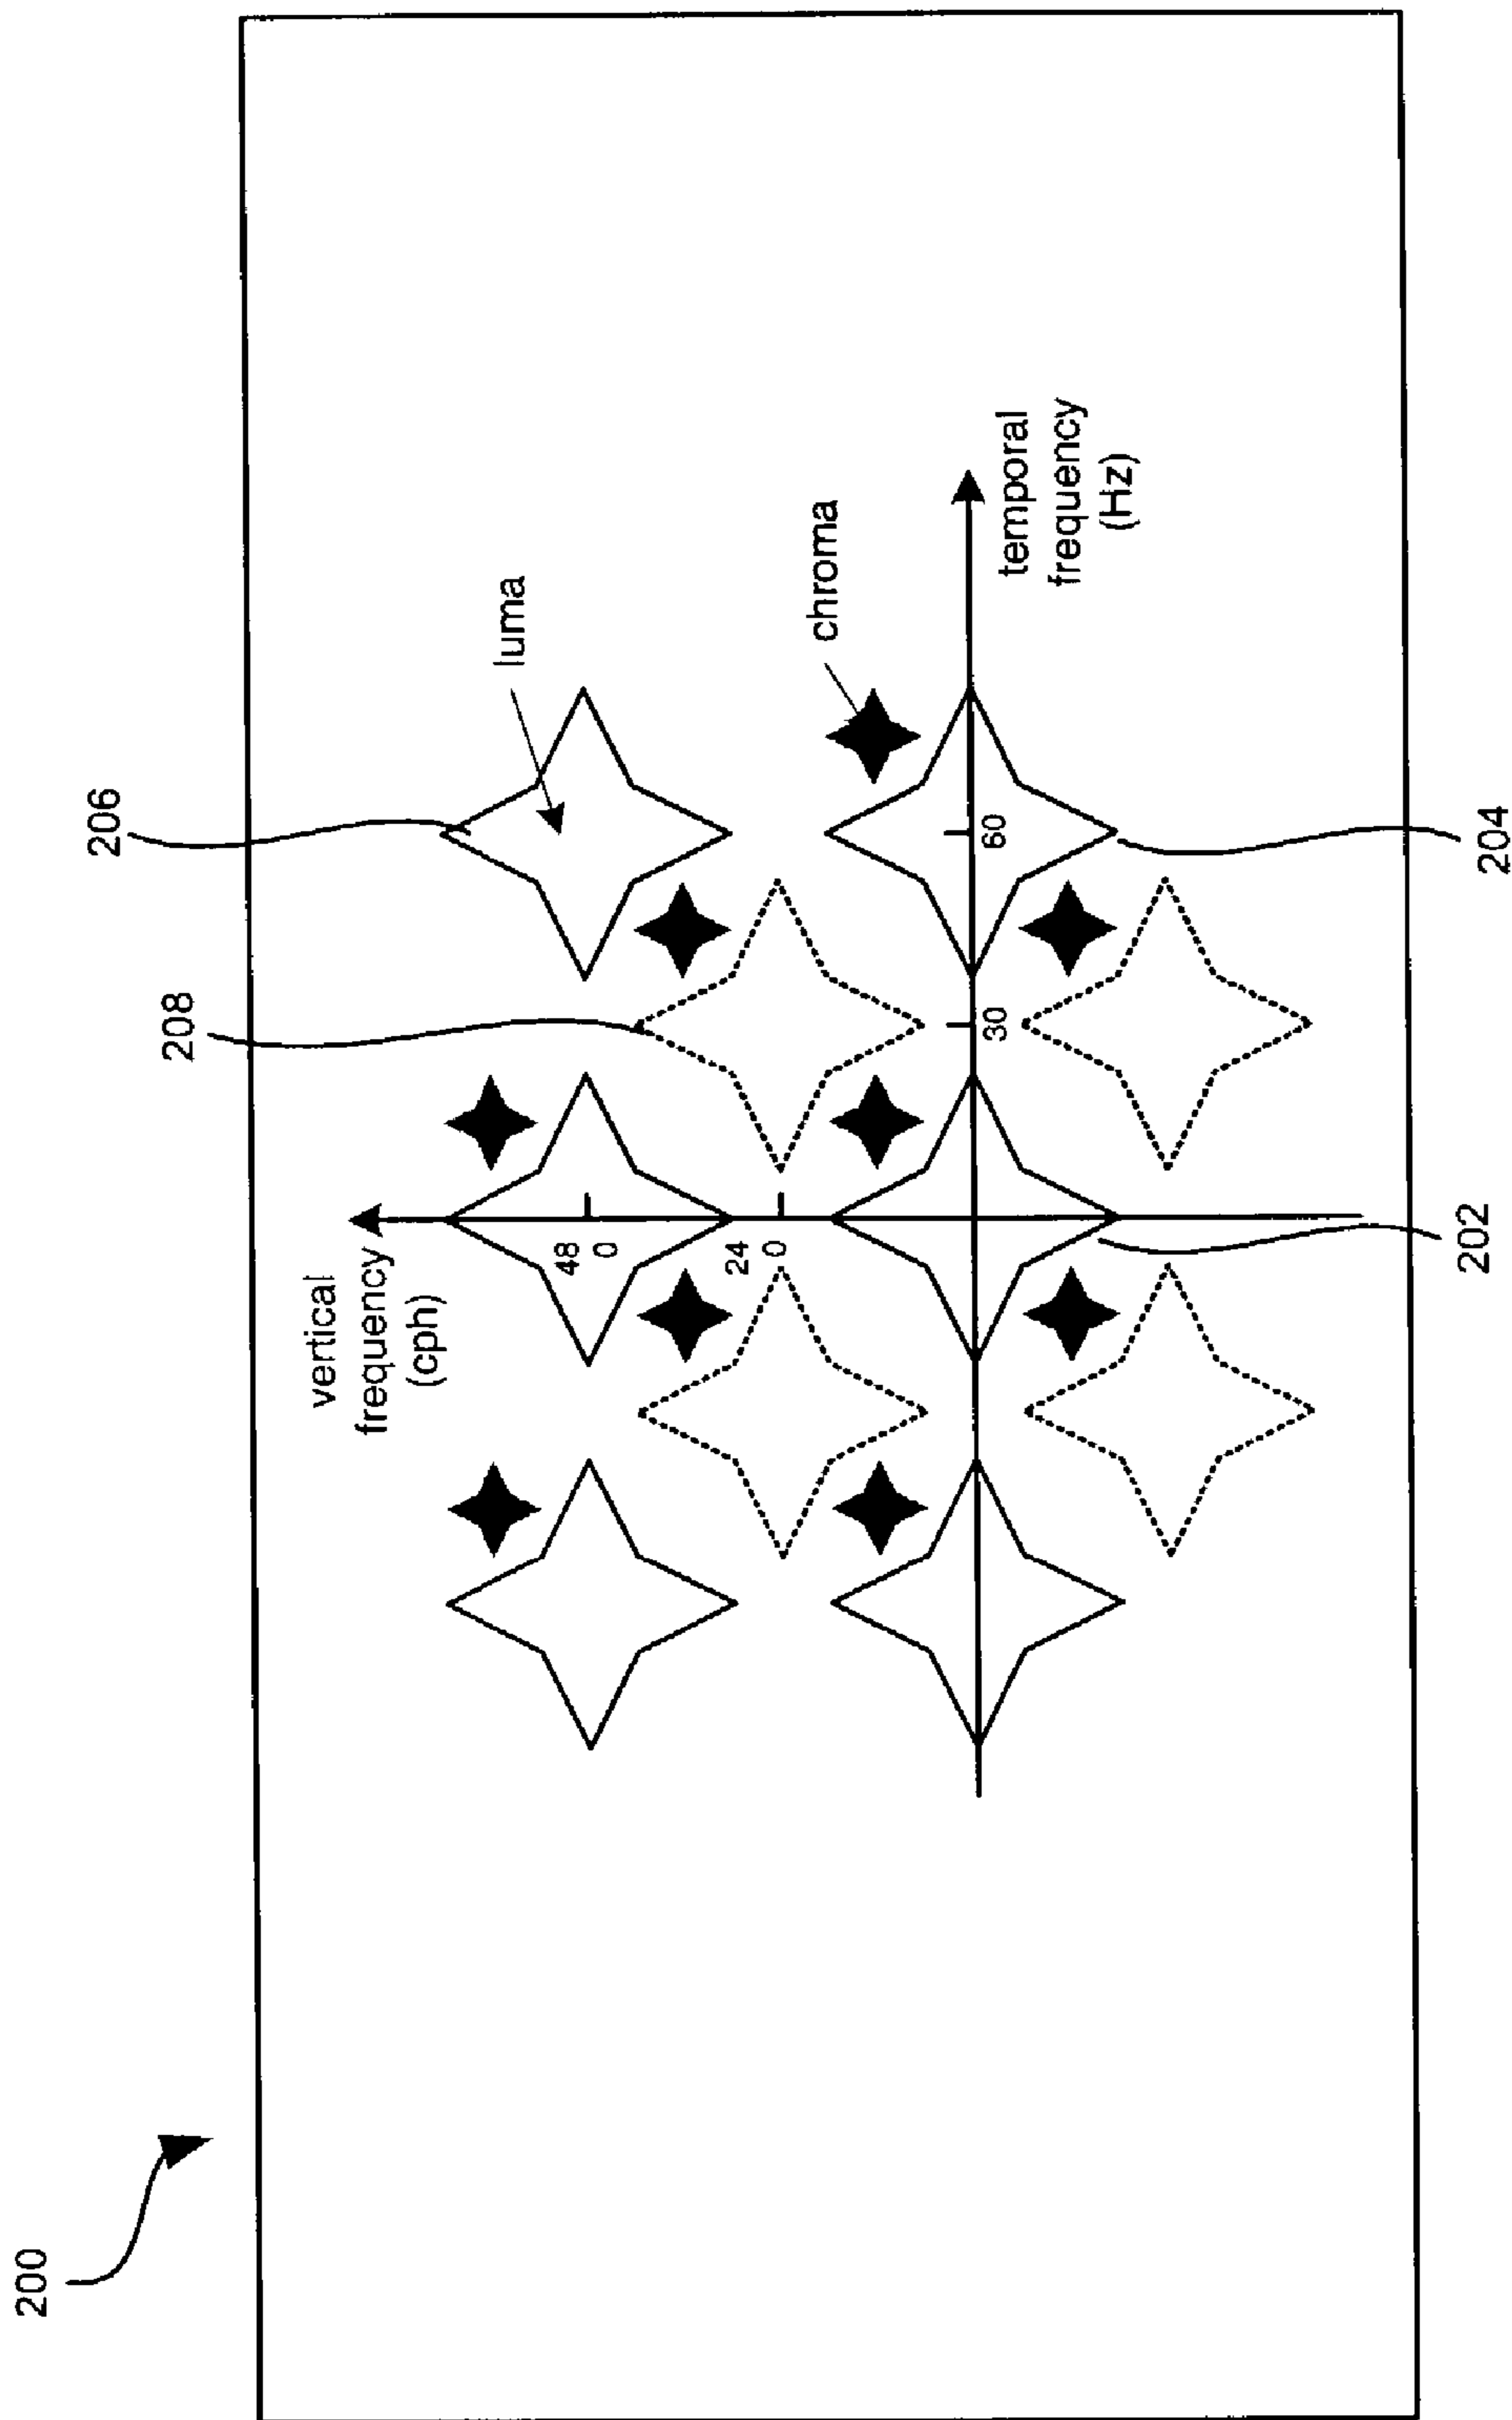 200
206
208
vertical
frequency
(cph)
luma
48
0
24
0
chroma
30
60
temporal
frequency
(Hz)
202
204